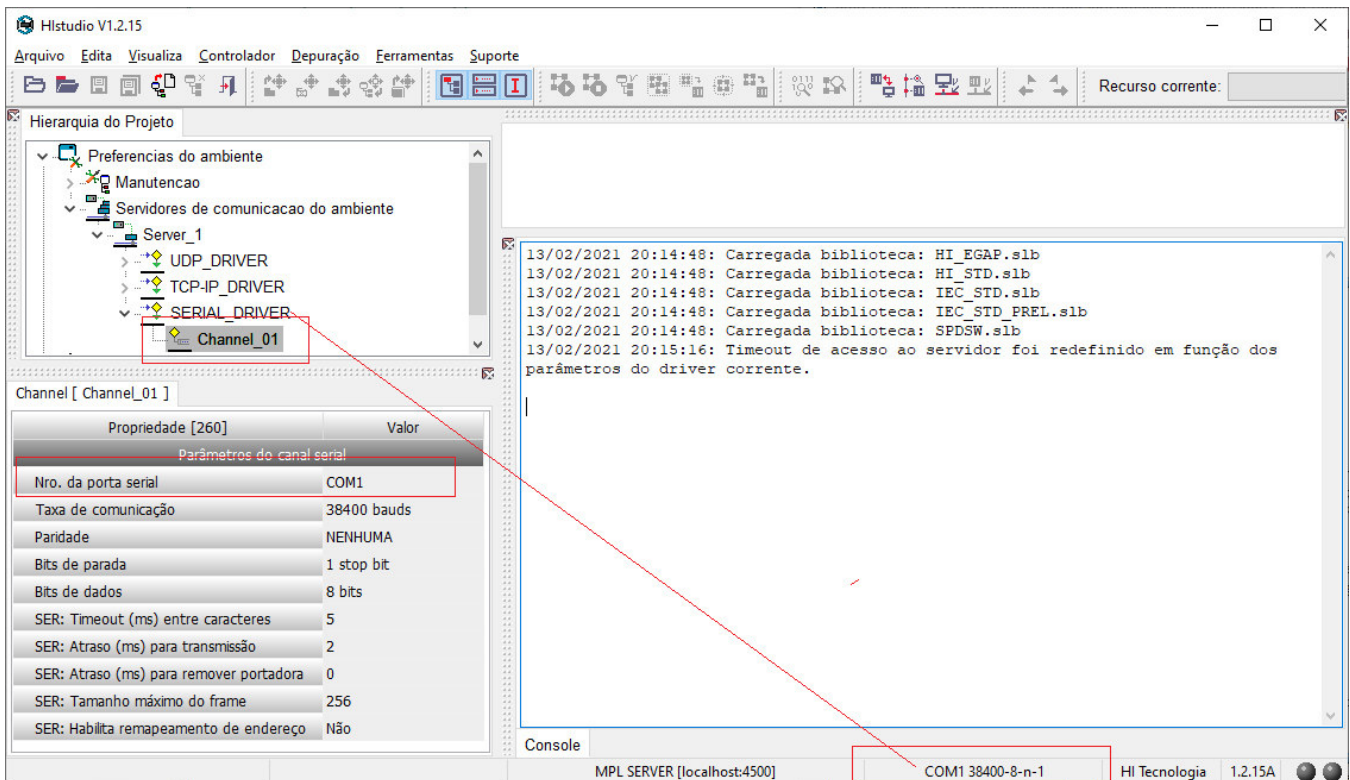 HIstudio V1.2.15
Arquivo Edita Visualiza Controlador Depuração Ferramentas Suporte
Recurso corrente:
Hierarquia do Projeto
Preferencias do ambiente
Manutencao
Servidores de comunicacao do ambiente
Server_1
UDP_DRIVER
TCP-IP_DRIVER
SERIAL_DRIVER
Channel_01
Channel [ Channel_01 ]
Propriedade [260] Valor
Parâmetros do canal serial
Nro. da porta serial COM1
Taxa de comunicação 38400 bauds
Paridade NENHUMA
Bits de parada 1 stop bit
Bits de dados 8 bits
SER: Timeout (ms) entre caracteres 5
SER: Atraso (ms) para transmissão 2
SER: Atraso (ms) para remover portadora 0
SER: Tamanho máximo do frame 256
SER: Habilita remapeamento de endereço Não
13/02/2021 20:14:48: Carregada biblioteca: HI_EGAP.slb
13/02/2021 20:14:48: Carregada biblioteca: HI_STD.slb
13/02/2021 20:14:48: Carregada biblioteca: IEC_STD.slb
13/02/2021 20:14:48: Carregada biblioteca: IEC_STD_PREL.slb
13/02/2021 20:14:48: Carregada biblioteca: SPDSW.slb
13/02/2021 20:15:16: Timeout de acesso ao servidor foi redefinido em função dos
parâmetros do driver corrente.
Console
MPL SERVER [localhost:4500] COM1 38400-8-n-1 HI Tecnologia 1.2.15A